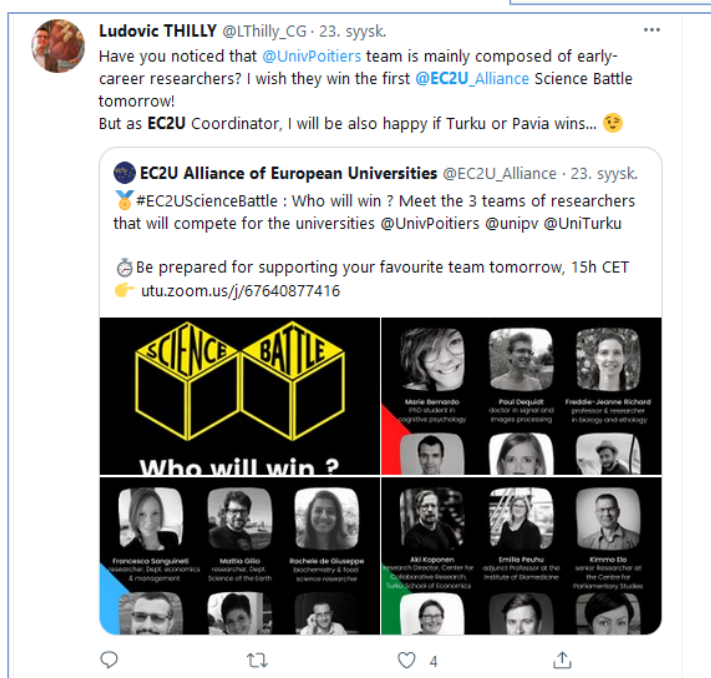 Ludovic THILLY @LThilly_CG · 23. syysk.
Have you noticed that @UnivPoitiers team is mainly composed of early-
career researchers? I wish they win the first @EC2U_Alliance Science Battle
tomorrow!
But as EC2U Coordinator, I will be also happy if Turku or Pavia wins... 😉
EC2U Alliance of European Universities @EC2U_Alliance · 23. syysk.
🏅#EC2UScienceBattle : Who will win ? Meet the 3 teams of researchers
that will compete for the universities @UnivPoitiers @unipv @UniTurku
⏱Be prepared for supporting your favourite team tomorrow, 15h CET
👉 utu.zoom.us/j/67640877416
SCIENCE BATTLE
Who will win ?
Marie Bernardo
PhD student in
cognitive psychology
Paul Dequidt
doctor in signal and
images processing
Freddie-Jeanne Richard
professor & researcher
in biology and ethology
Francesca Sanguineti
researcher, Dept. economics
& management
Mattia Gilio
researcher, Dept.
Science of the Earth
Rachele de Giuseppe
biochemistry & food
science researcher
Aki Koponen
research Director, Center for
Collaborative Research,
Turku School of Economics
Emilia Peuhu
adjunct Professor at the
Institute of Biomedicine
Kimmo Elo
senior Researcher at
the Centre for
Parliamentary Studies
4